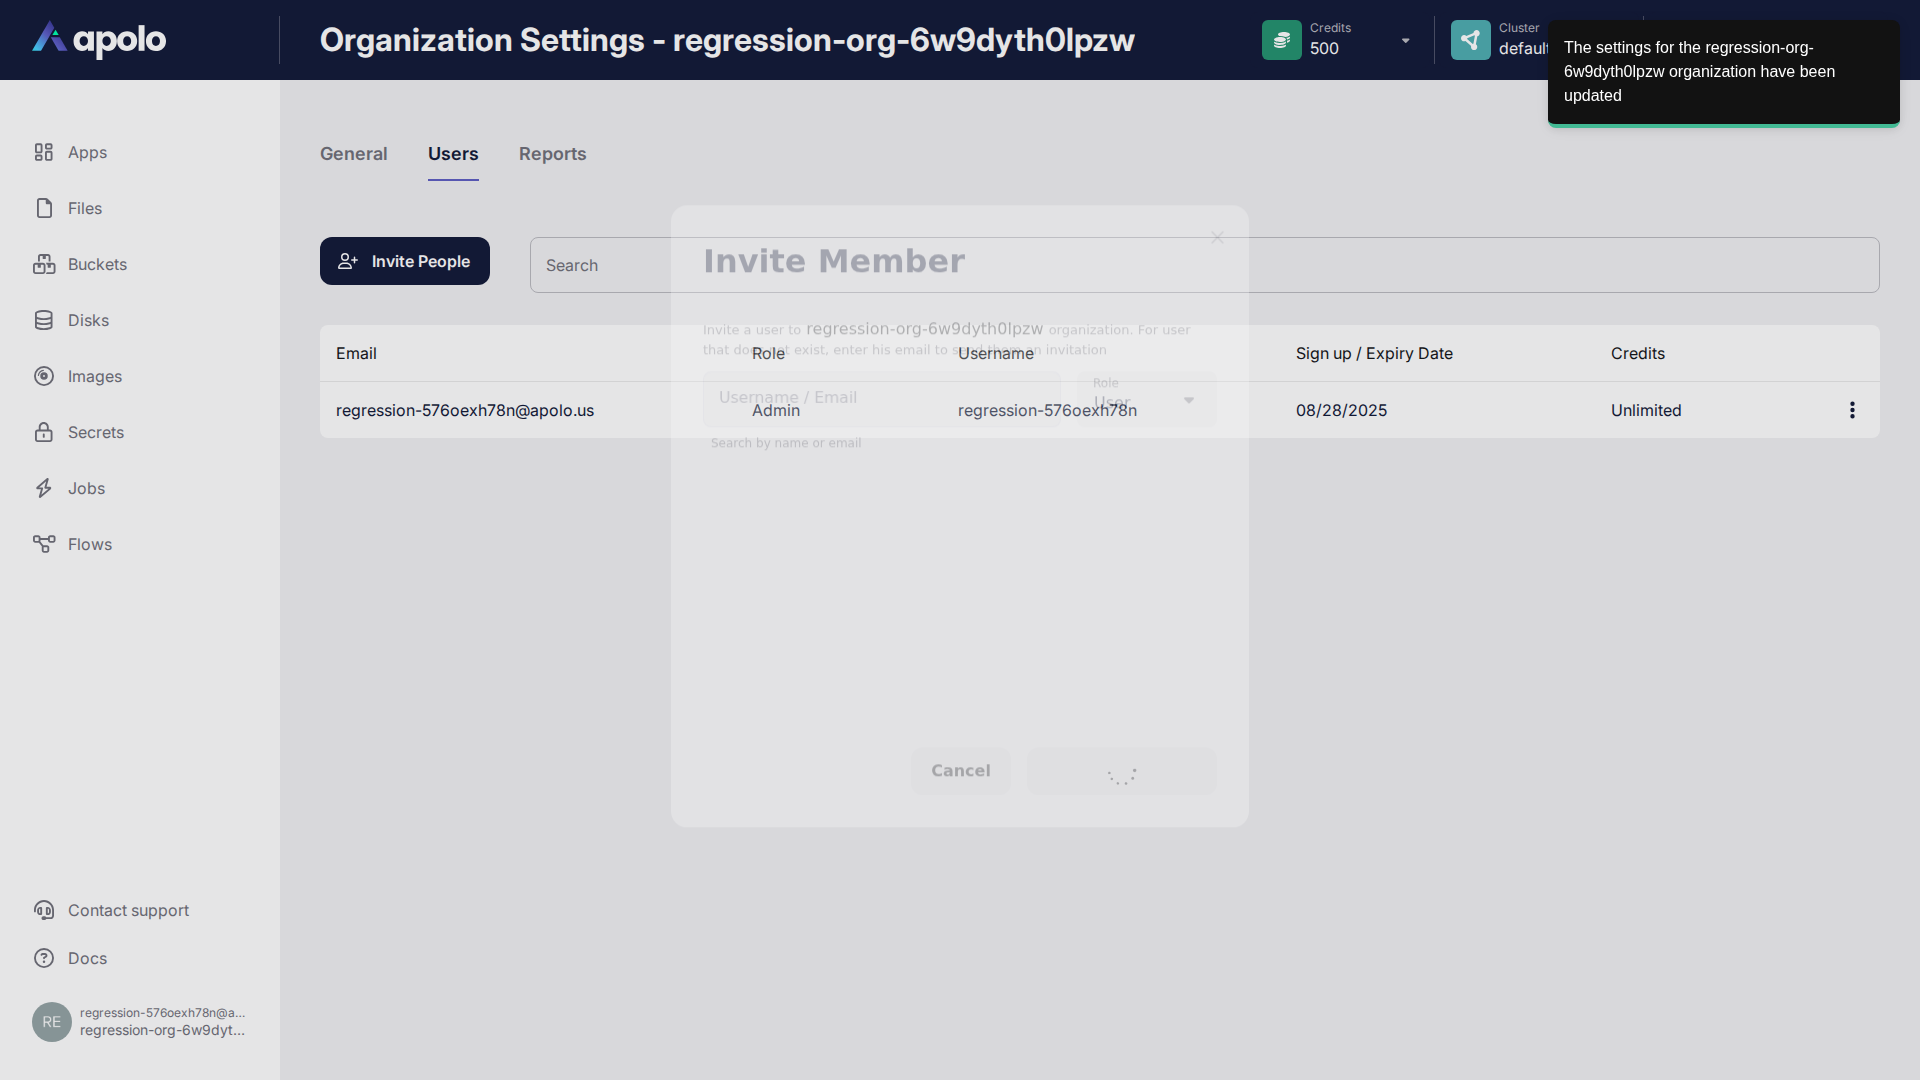 apolo
Organization Settings - regression-org-6w9dyth0lpzw
Credits
500
Cluster
default
The settings for the regression-org-
6w9dyth0lpzw organization have been
updated
Apps
Files
Buckets
Disks
Images
Secrets
Jobs
Flows
Contact support
Docs
RE
regression-576oexh78n@a...
regression-org-6w9dyt...
General
Users
Reports
Invite People
Search
Email
Role
Username
Sign up / Expiry Date
Credits
regression-576oexh78n@apolo.us
Admin
regression-576oexh78n
08/28/2025
Unlimited
Invite Member
Invite a user to regression-org-6w9dyth0lpzw organization. For user
that does not exist, enter his email to send them an invitation
Username / Email
Role
User
Search by name or email
Cancel